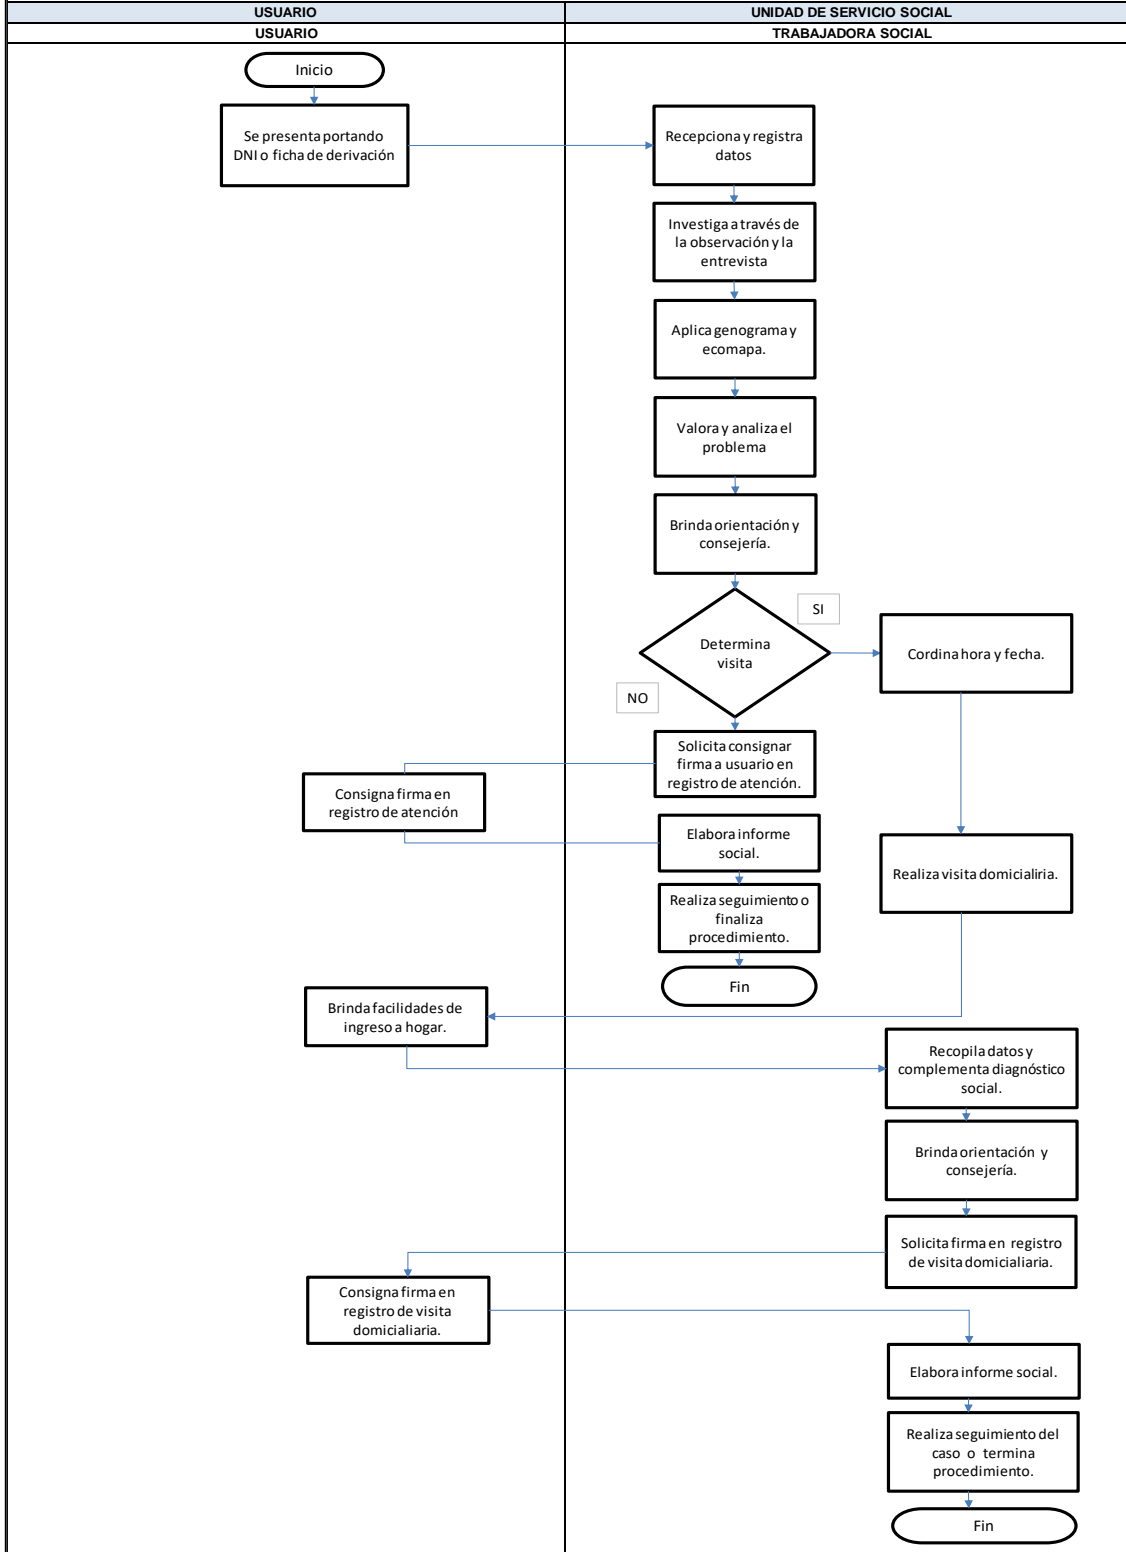 USUARIO
UNIDAD DE SERVICIO SOCIAL
USUARIO
TRABAJADORA SOCIAL
Inicio
Se presenta portando
DNI o ficha de derivación
Recepciona y registra
datos
Investiga a través de
la observación y la
entrevista
Aplica genograma y
ecomapa.
Valora y analiza el
problema
Brinda orientación y
consejería.
Determina
visita
SI
Cordina hora y fecha.
NO
Solicita consignar
firma a usuario en
registro de atención.
Consigna firma en
registro de atención
Elabora informe
social.
Realiza visita domicialiria.
Realiza seguimiento o
finaliza
procedimiento.
Fin
Brinda facilidades de
ingreso a hogar.
Recopila datos y
complementa diagnóstico
social.
Brinda orientación y
consejería.
Solicita firma en registro
de visita domicialiaria.
Consigna firma en
registro de visita
domicialiaria.
Elabora informe social.
Realiza seguimiento del
caso o termina
procedimiento.
Fin